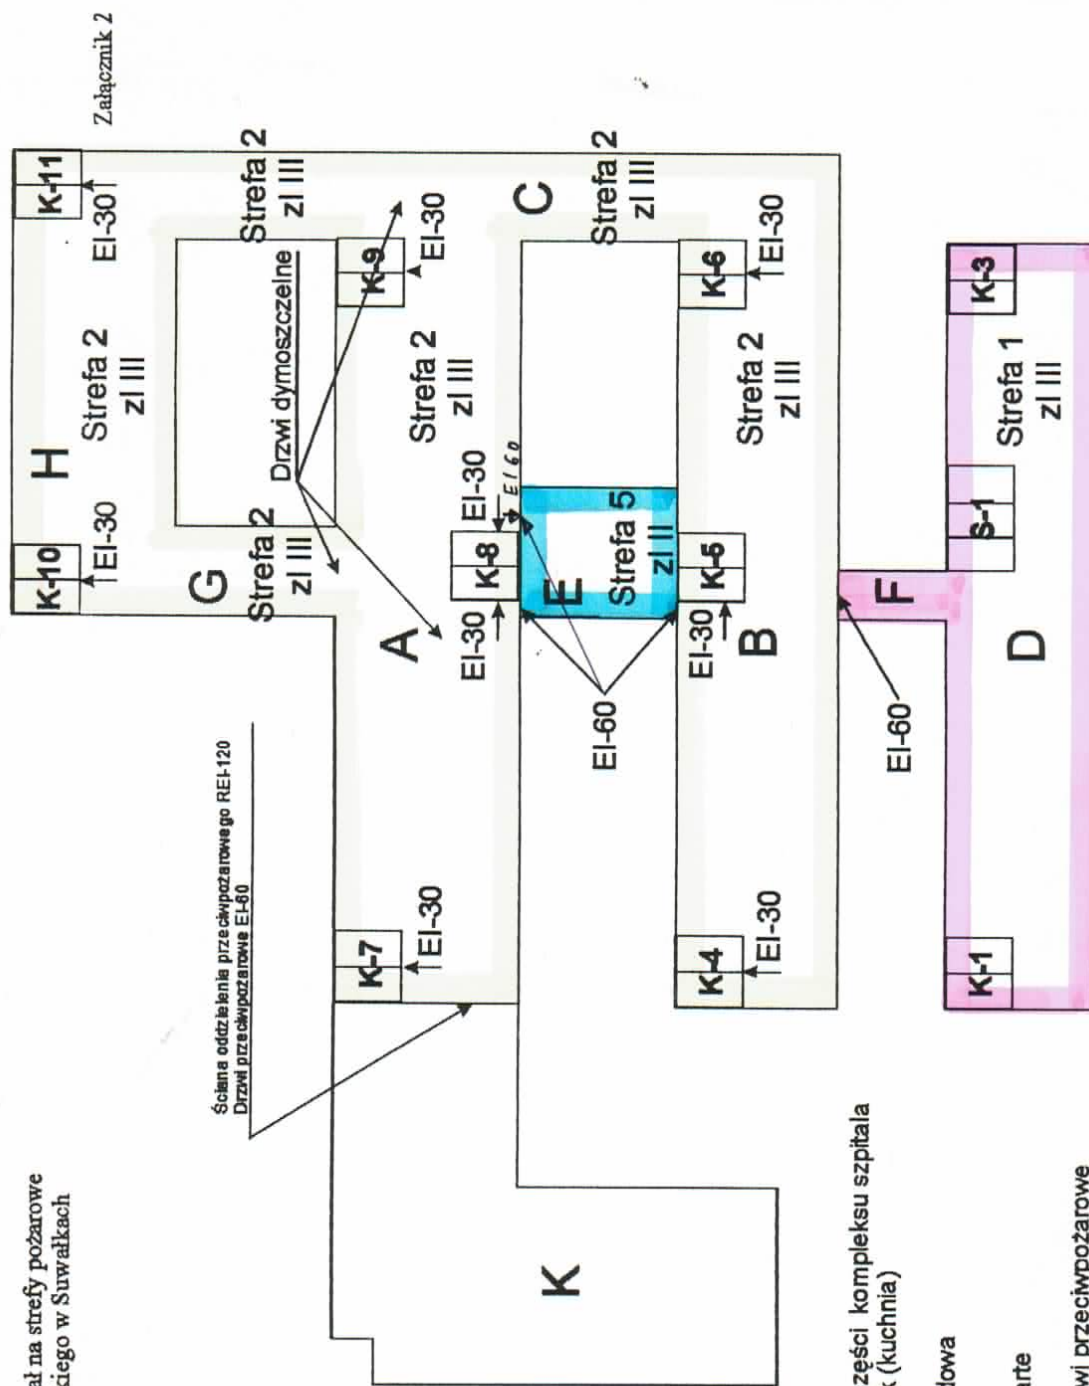 Załącznik 2
ał na strefy pożarowe
kiego w Suwałkach
K-10
EI-30
H
Strefa 2
zl III
K-11
EI-30
G
Strefa 2
zl III
Drzwi dymoszczelne
Strefa 2
zl III
K-9
EI-30
Ściana oddzielenia przeciwpożarowego REI-120
Drzwi przeciwpożarowe EI-60
K-7
EI-30
A
Strefa 2
zl III
EI-30
K-8
EI-30
EI60
C
Strefa 2
zl III
E
Strefa 5
zl II
EI-60
K
K-4
EI-30
EI-30
K-5
B
Strefa 2
zl III
K-6
EI-30
EI-60
F
K-1
D
S-1
Strefa 1
zl III
K-3
zęści kompleksu szpitala
(kuchnia)
dowa
arte
wi przeciwpożarowe